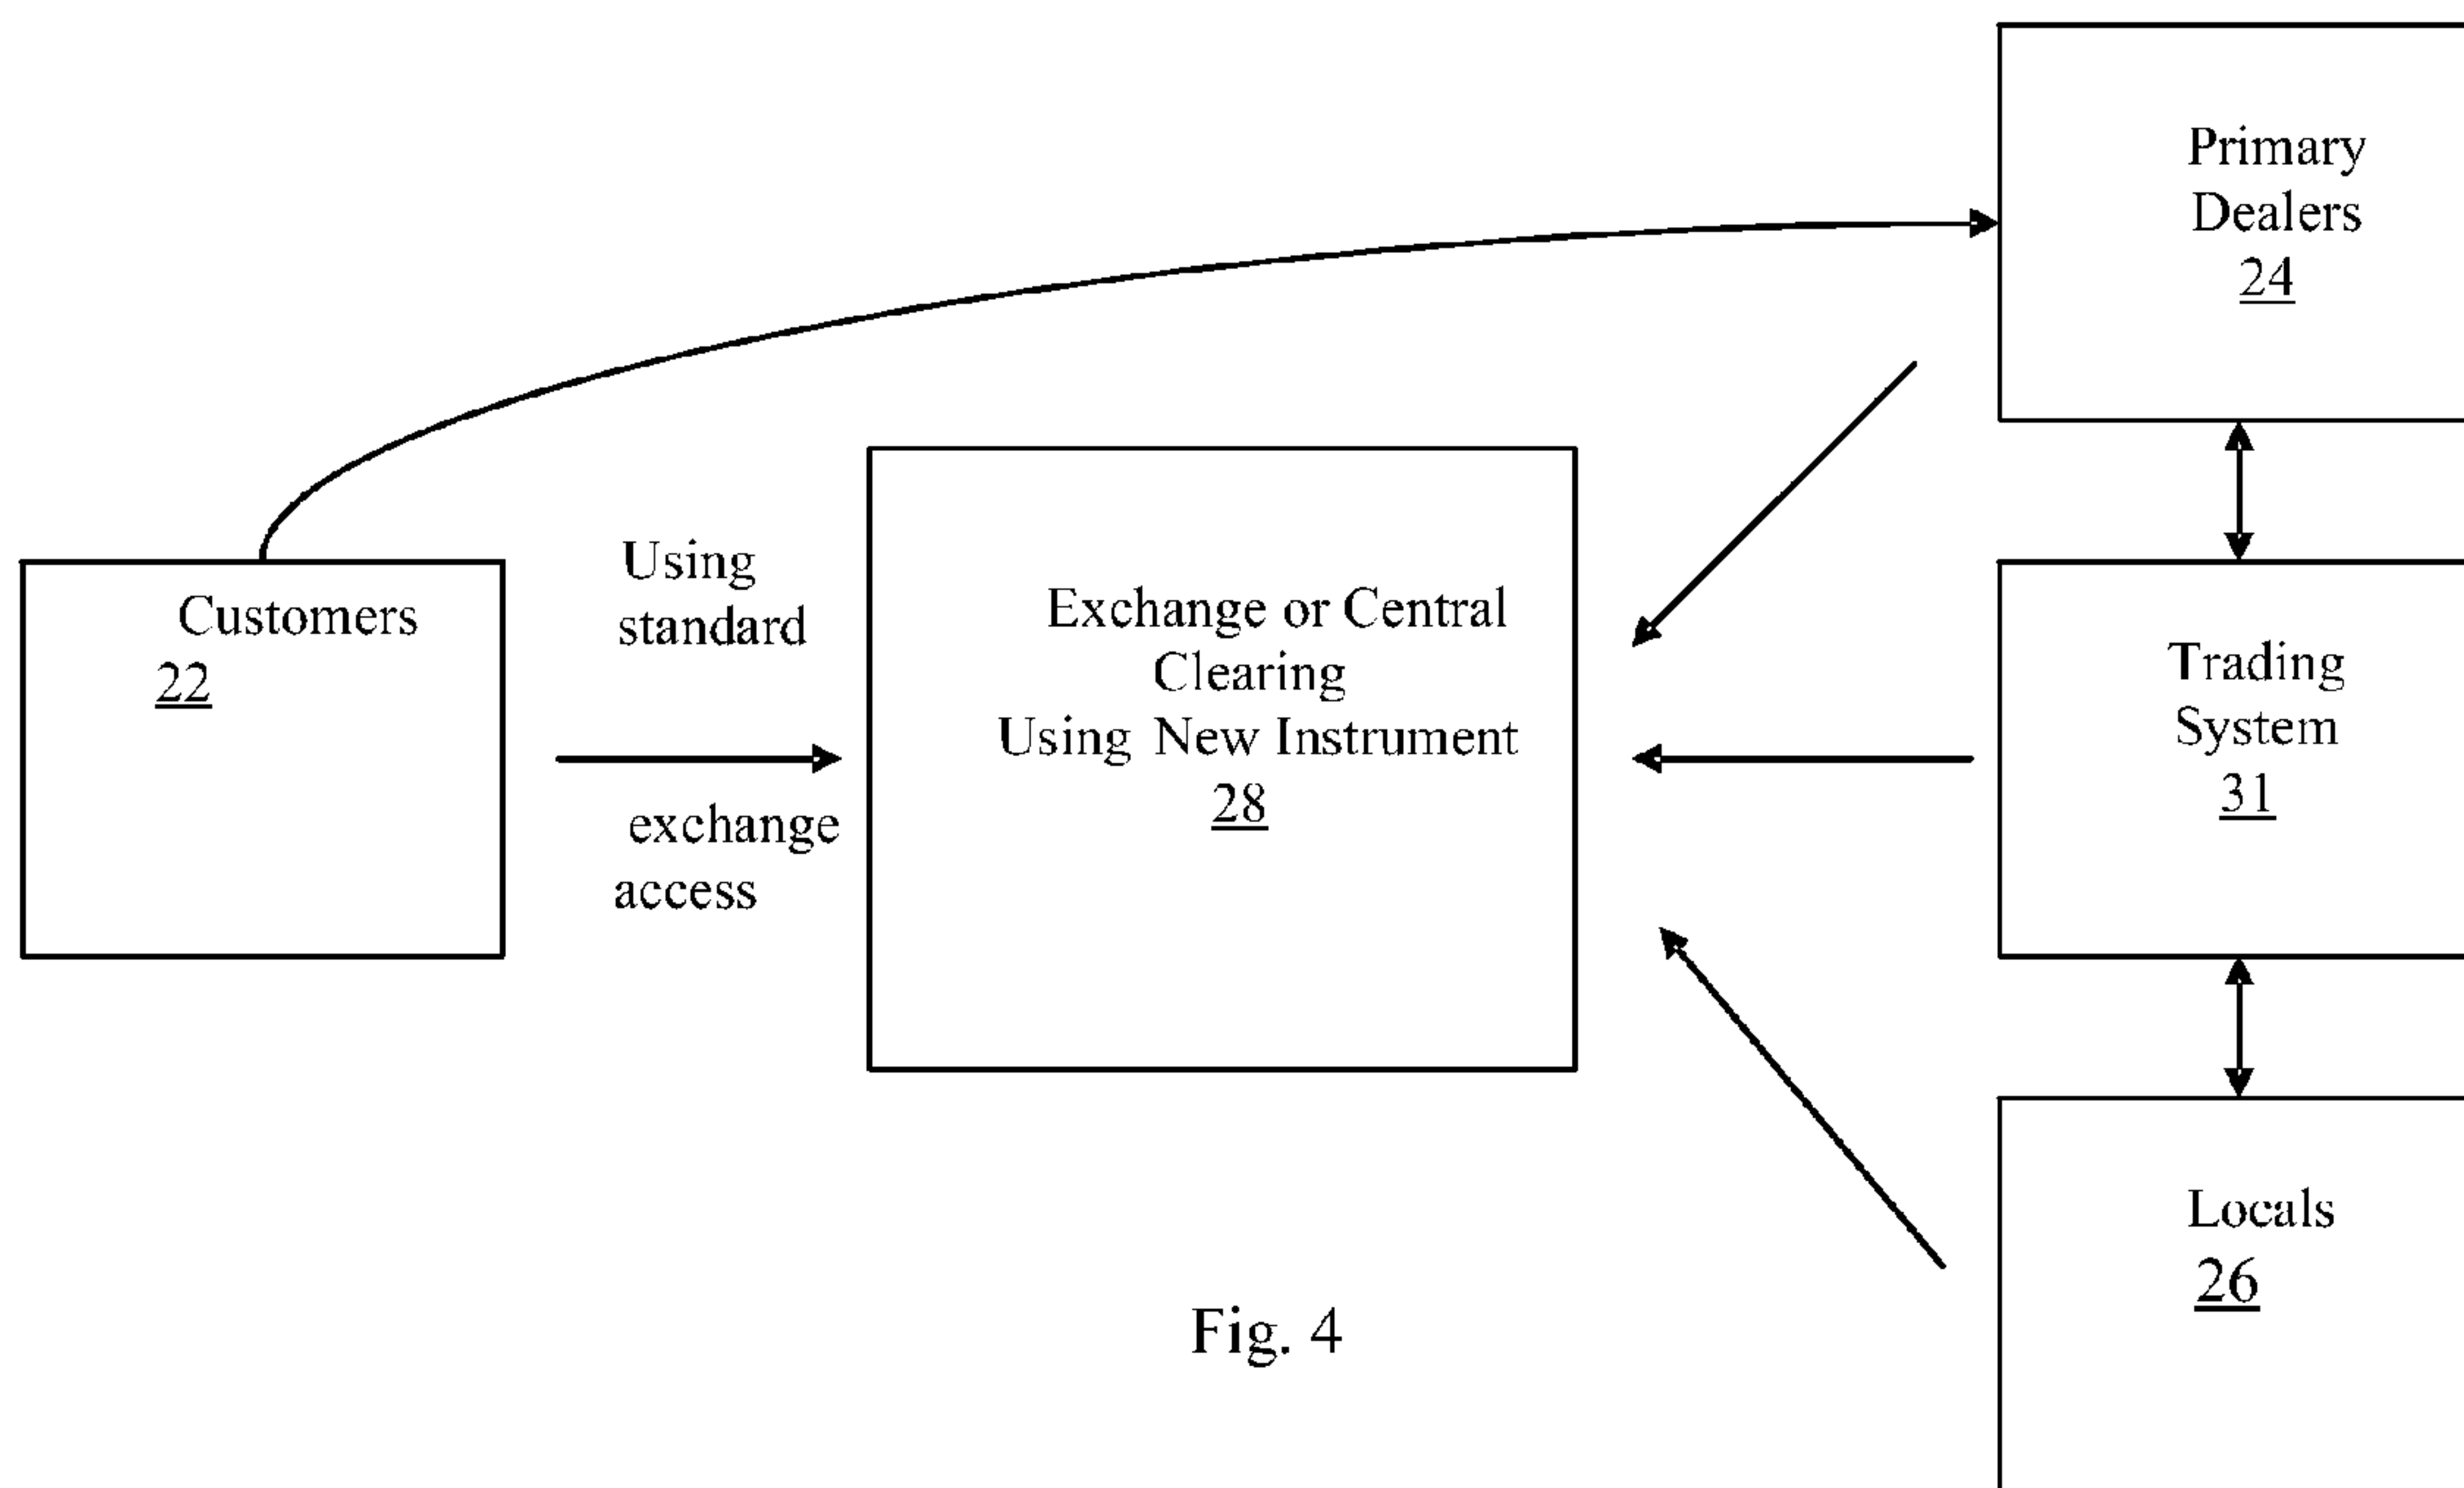 Primary
Dealers
24
Customers
22
Using
standard
exchange
access
Exchange or Central
Clearing
Using New Instrument
28
Trading
System
31
Locals
26
Fig. 4